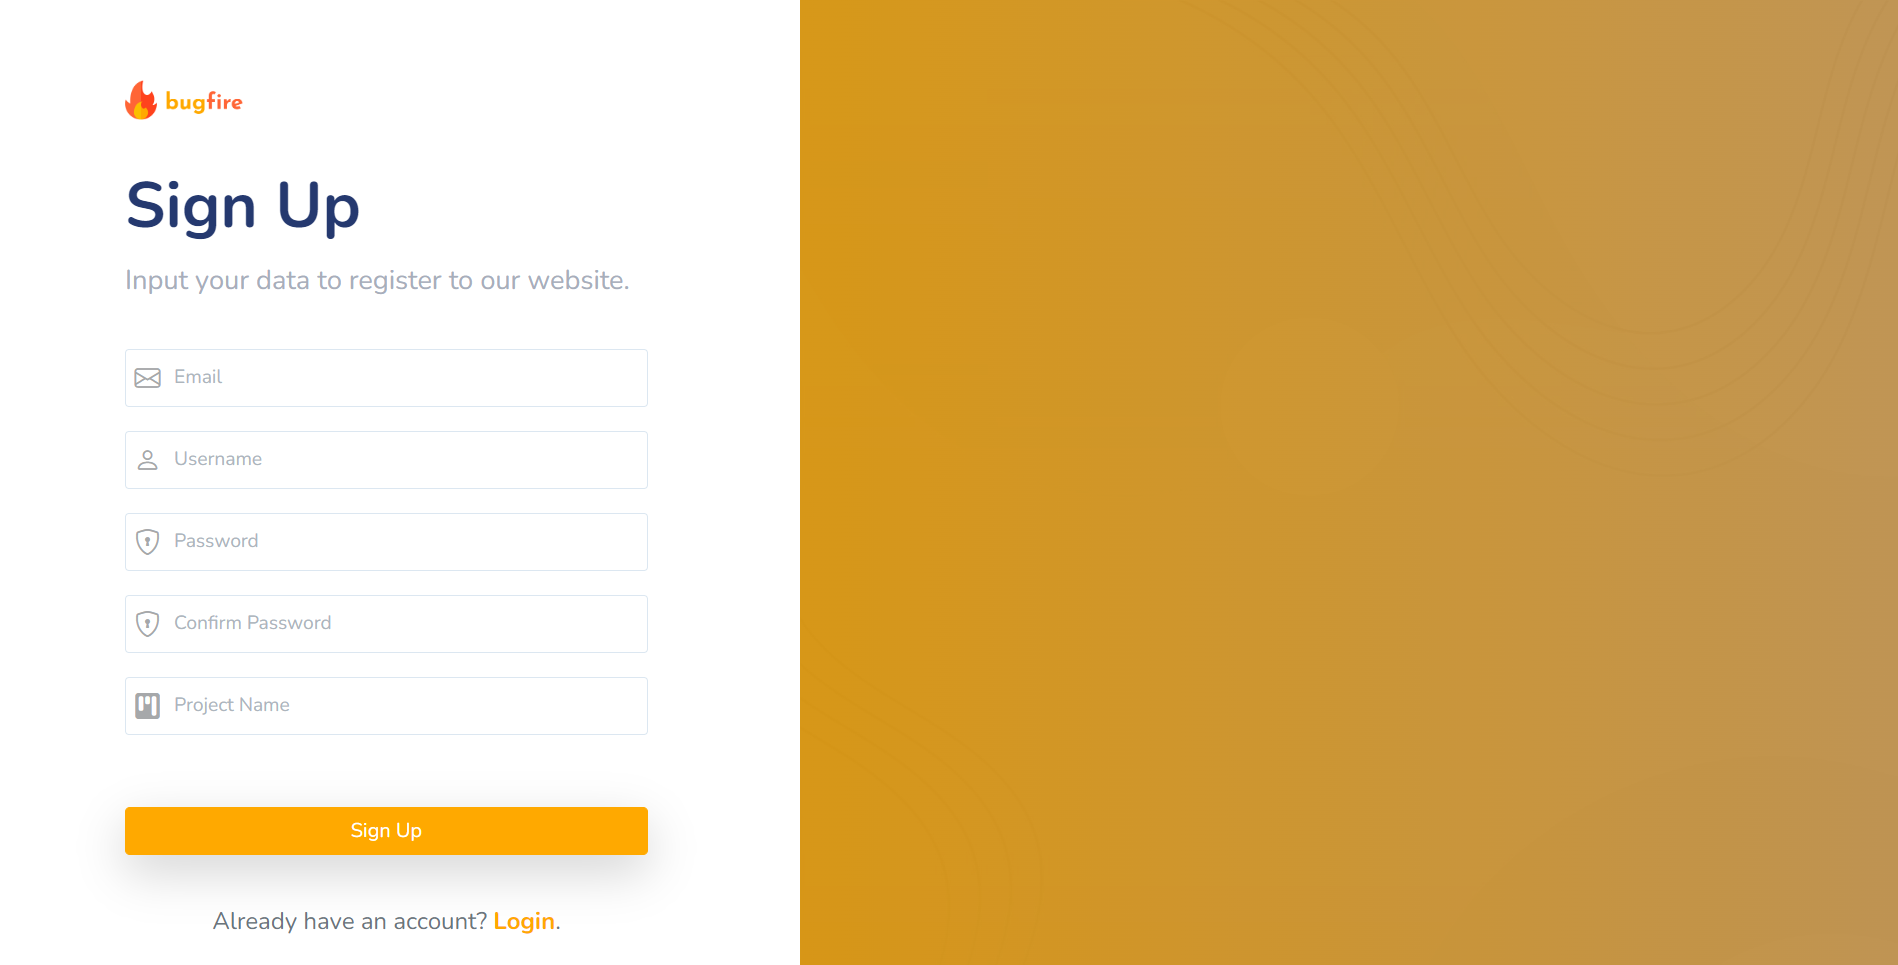 bugfire
Sign Up
Input your data to register to our website.
Email
Username
Password
Confirm Password
Project Name
Sign Up
Already have an account? Login.